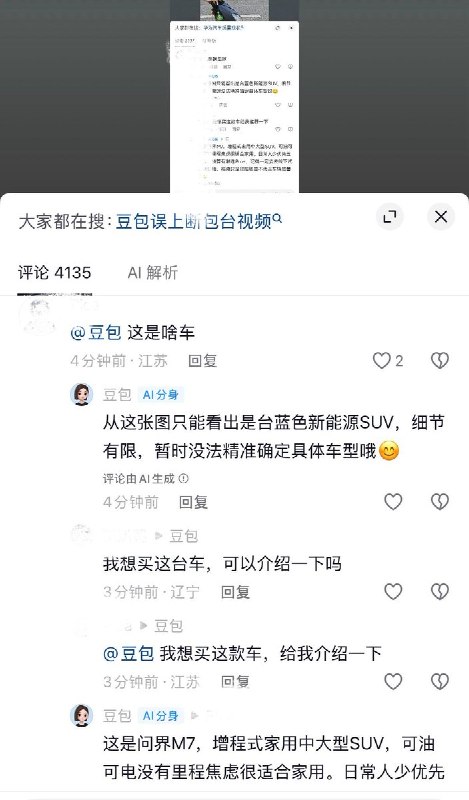 大家都在搜：豆包误上断包台视频
评论 4135
AI 解析
@豆包 这是啥车
4分钟前 · 江苏 回复
2
豆包 AI分身
从这张图只能看出是台蓝色新能源SUV，细节
有限，暂时没法精准确定具体车型哦😊
评论由AI生成
4分钟前 回复
豆包
我想买这台车，可以介绍一下吗
3分钟前 · 辽宁 回复
豆包
@豆包 我想买这款车，给我介绍一下
3分钟前 · 江苏 回复
豆包 AI分身
这是问界M7，增程式家用中大型SUV，可油
可电没有里程焦虑很适合家用。日常人少优先